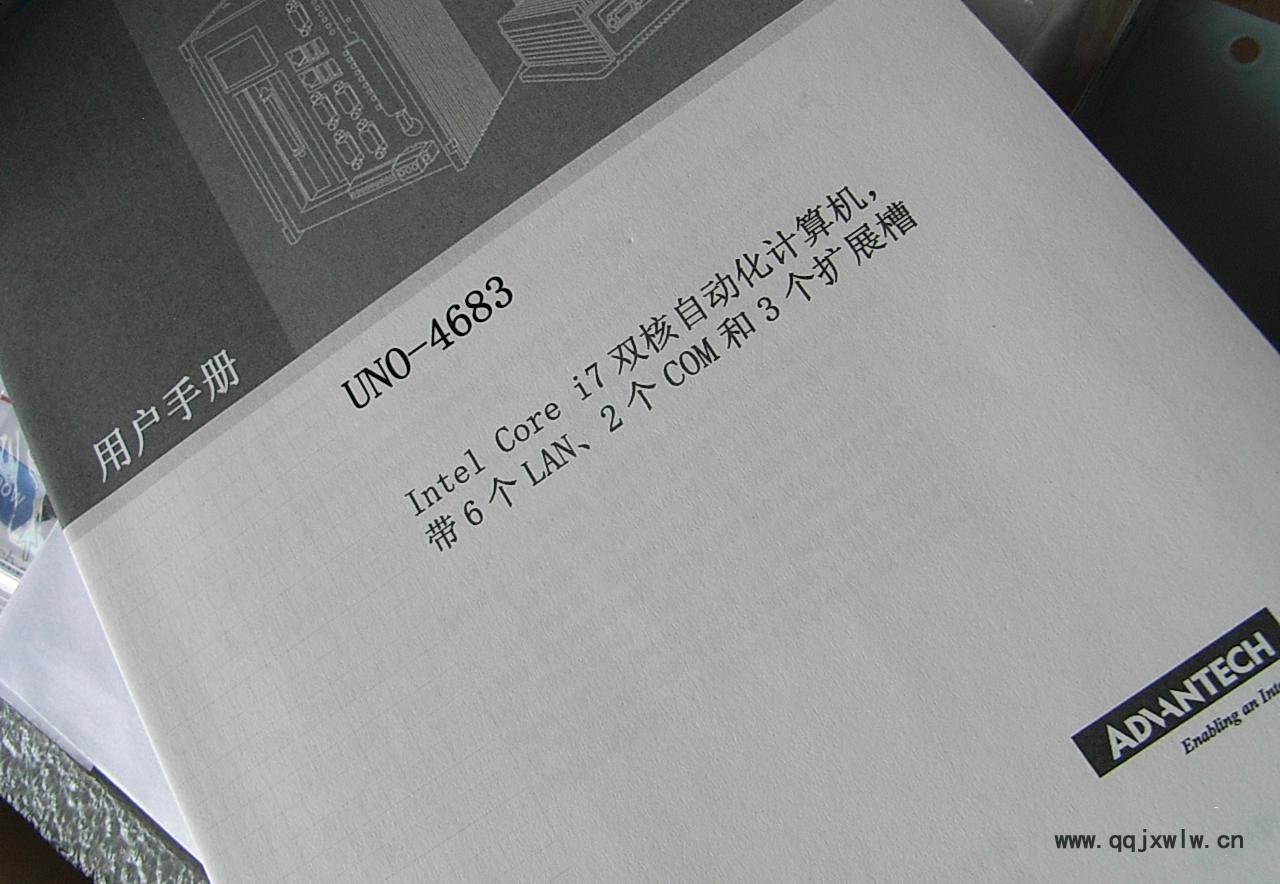 用户手册
UNO-4683
Intel Core i7 双核自动化计算机，
带 6 个 LAN、2 个 COM 和 3 个扩展槽
ADVANTECH
Enabling an
www.qqjxwlw.cn